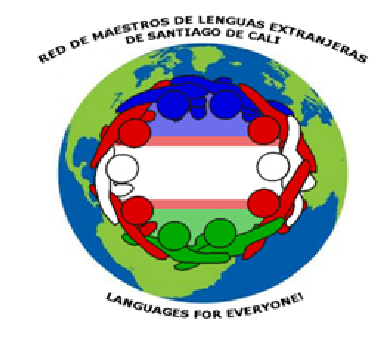 RED DE MAESTROS DE LENGUAS EXTRANJERAS
DE SANTIAGO DE CALI
LANGUAGES FOR EVERYONE!